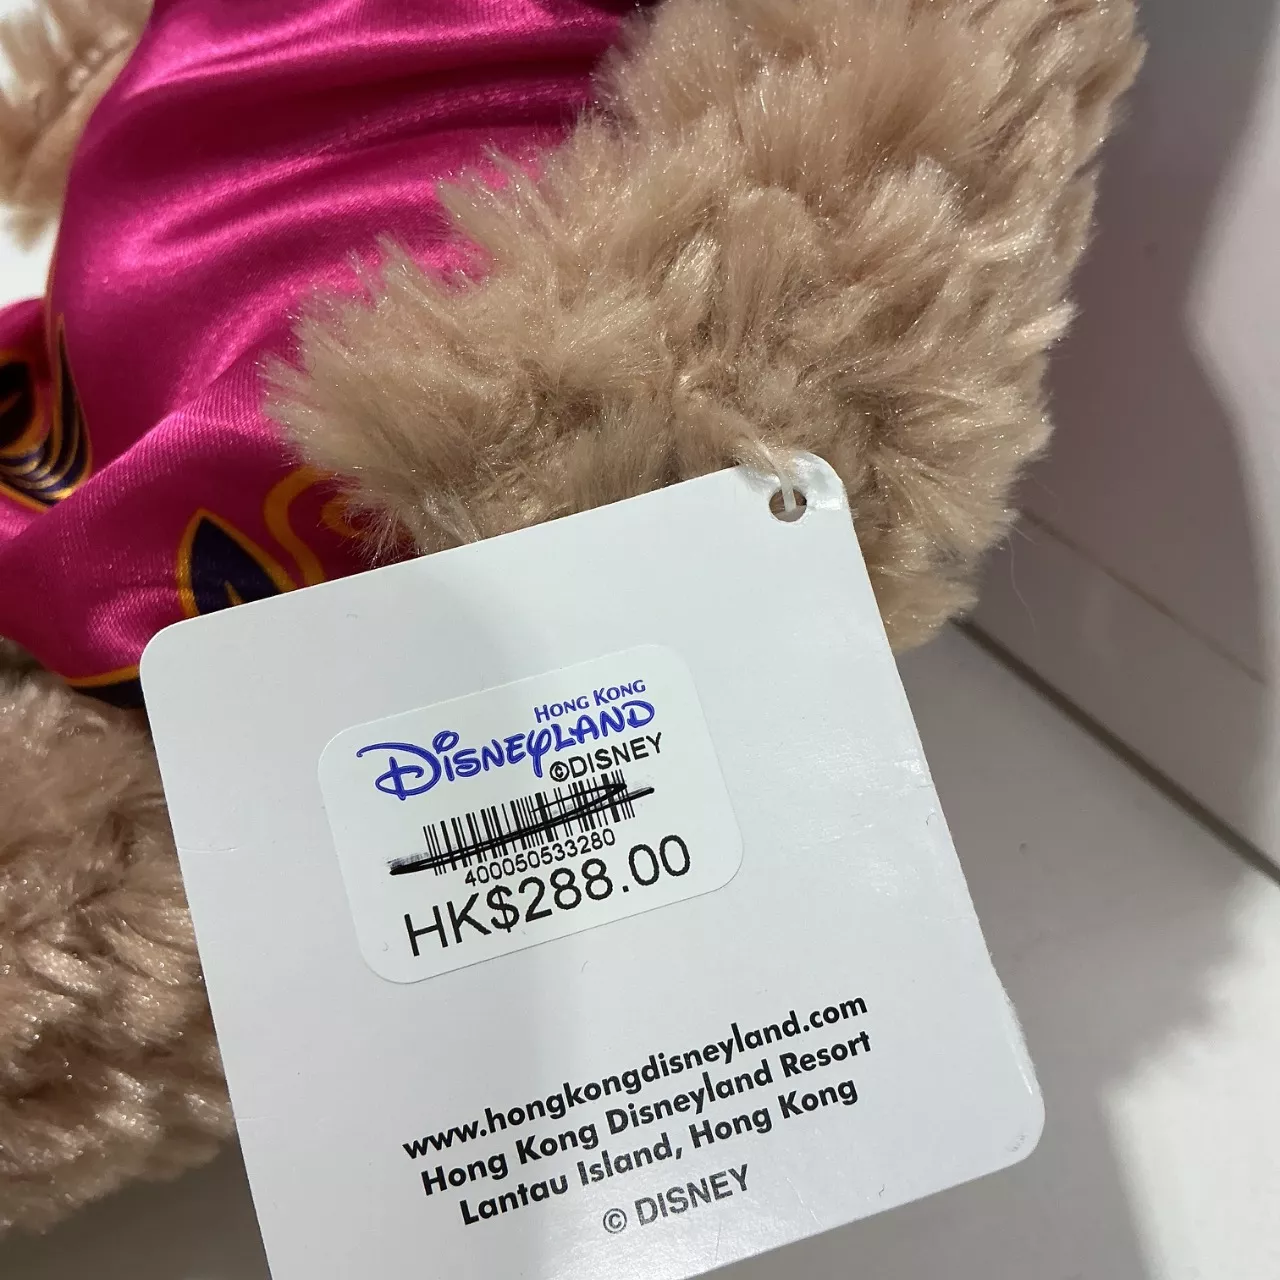 HONG KONG
DISNEYLAND
©DISNEY
400050533280
HK$288.00
www.hongkongdisneyland.com
Hong Kong Disneyland Resort
Lantau Island, Hong Kong
© DISNEY